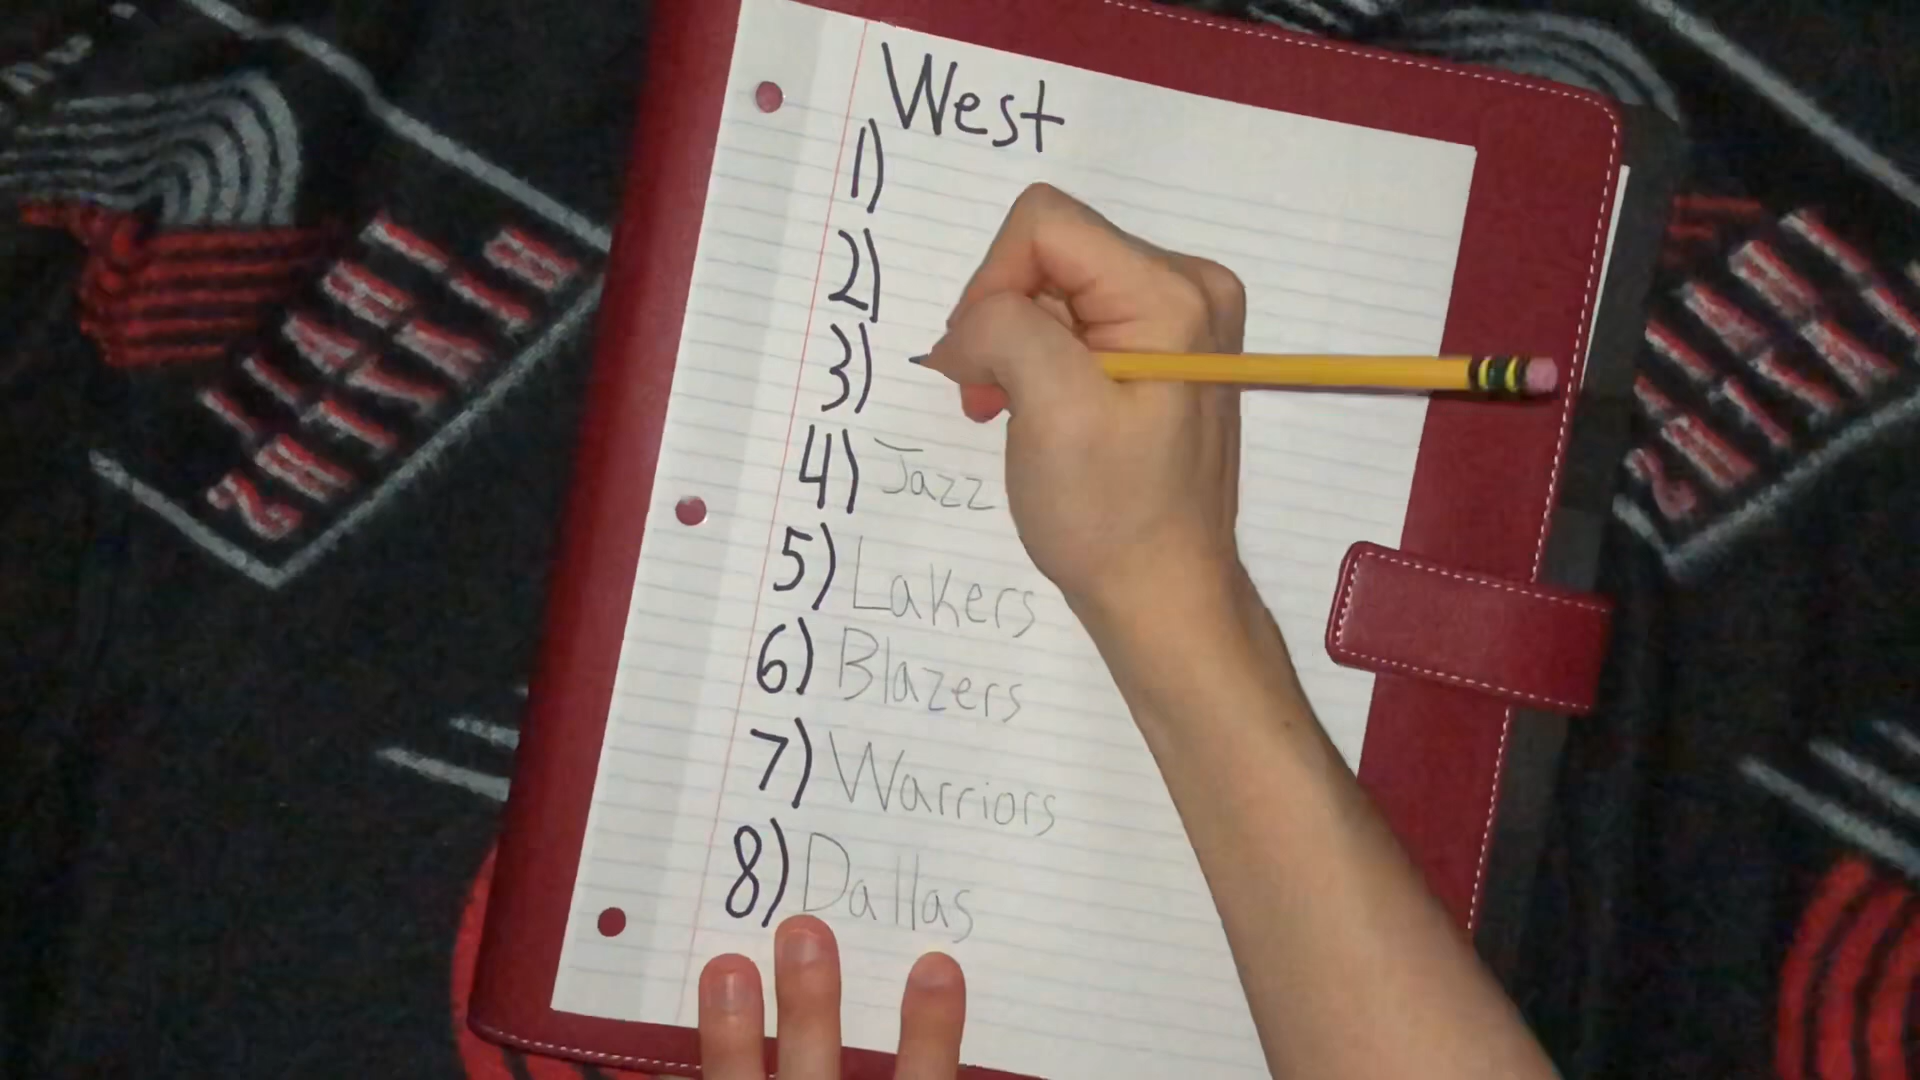 West
1)
2)
3)
4) Jazz
5) Lakers
6) Blazers
7) Warriors
8) Dallas